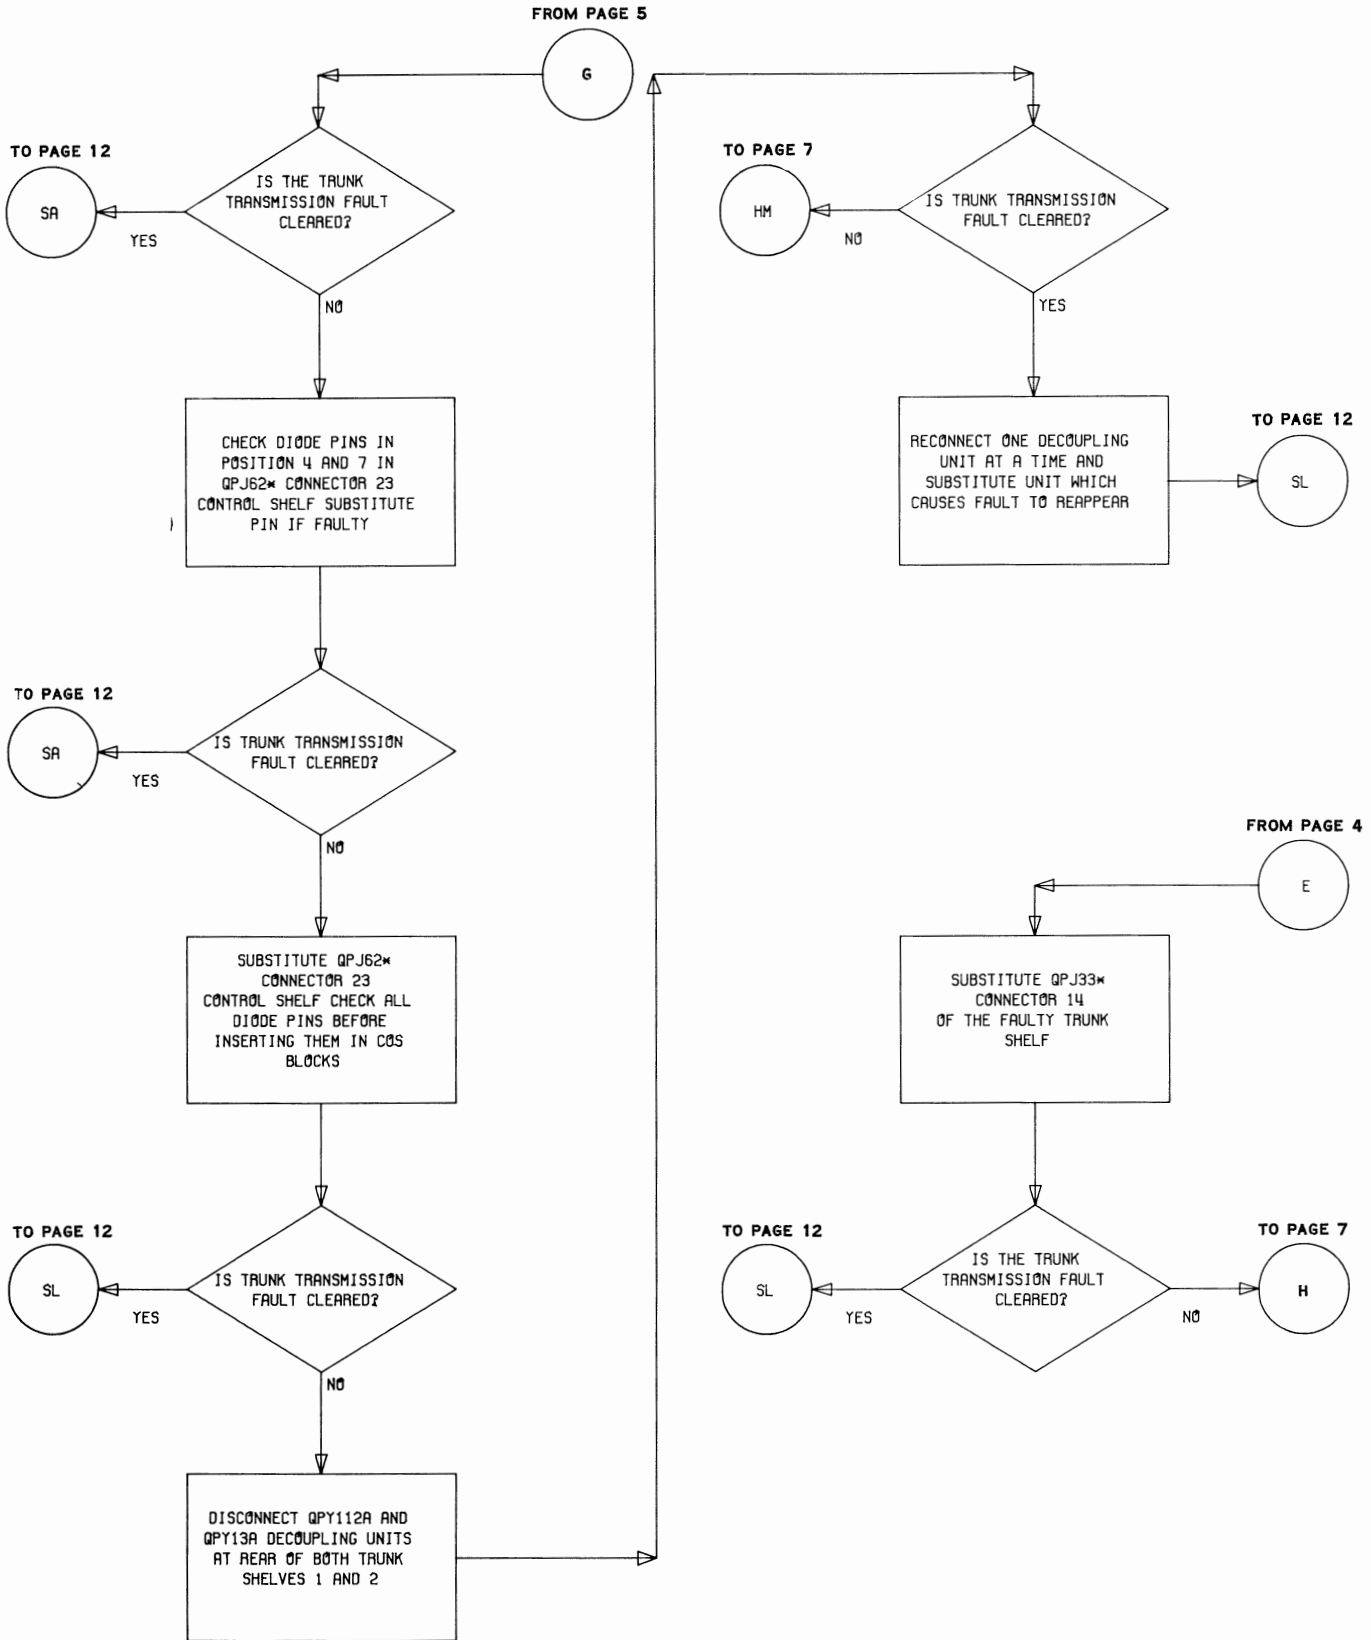 FROM PAGE 5
G
TO PAGE 12
SA
IS THE TRUNK
TRANSMISSION FAULT
CLEARED?
YES
NO
CHECK DIODE PINS IN
POSITION 4 AND 7 IN
QPJ62* CONNECTOR 23
CONTROL SHELF SUBSTITUTE
PIN IF FAULTY
TO PAGE 12
SA
IS TRUNK TRANSMISSION
FAULT CLEARED?
YES
NO
SUBSTITUTE QPJ62*
CONNECTOR 23
CONTROL SHELF CHECK ALL
DIODE PINS BEFORE
INSERTING THEM IN COS
BLOCKS
TO PAGE 12
SL
IS TRUNK TRANSMISSION
FAULT CLEARED?
YES
NO
DISCONNECT QPY112A AND
QPY13A DECOUPLING UNITS
AT REAR OF BOTH TRUNK
SHELVES 1 AND 2
TO PAGE 7
HM
IS TRUNK TRANSMISSION
FAULT CLEARED?
NO
YES
RECONNECT ONE DECOUPLING
UNIT AT A TIME AND
SUBSTITUTE UNIT WHICH
CAUSES FAULT TO REAPPEAR
TO PAGE 12
SL
FROM PAGE 4
E
SUBSTITUTE QPJ33*
CONNECTOR 14
OF THE FAULTY TRUNK
SHELF
TO PAGE 12
SL
IS THE TRUNK
TRANSMISSION FAULT
CLEARED?
YES
NO
TO PAGE 7
H